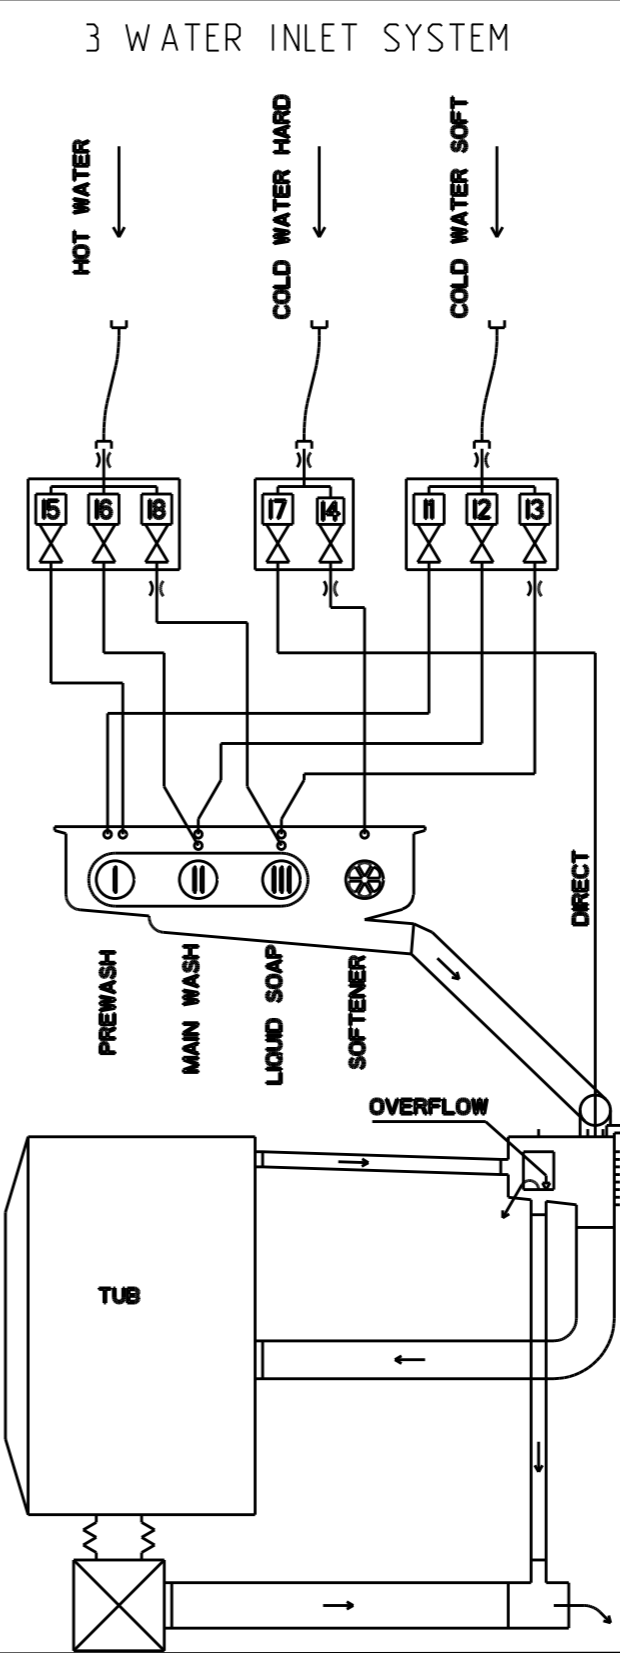 3 WATER INLET SYSTEM
HOT WATER
COLD WATER HARD
COLD WATER SOFT
I5
I6
I8
I7
I4
I1
I2
I3
I
II
III
DIRECT
PREWASH
MAIN WASH
LIQUID SOAP
SOFTENER
OVERFLOW
TUB